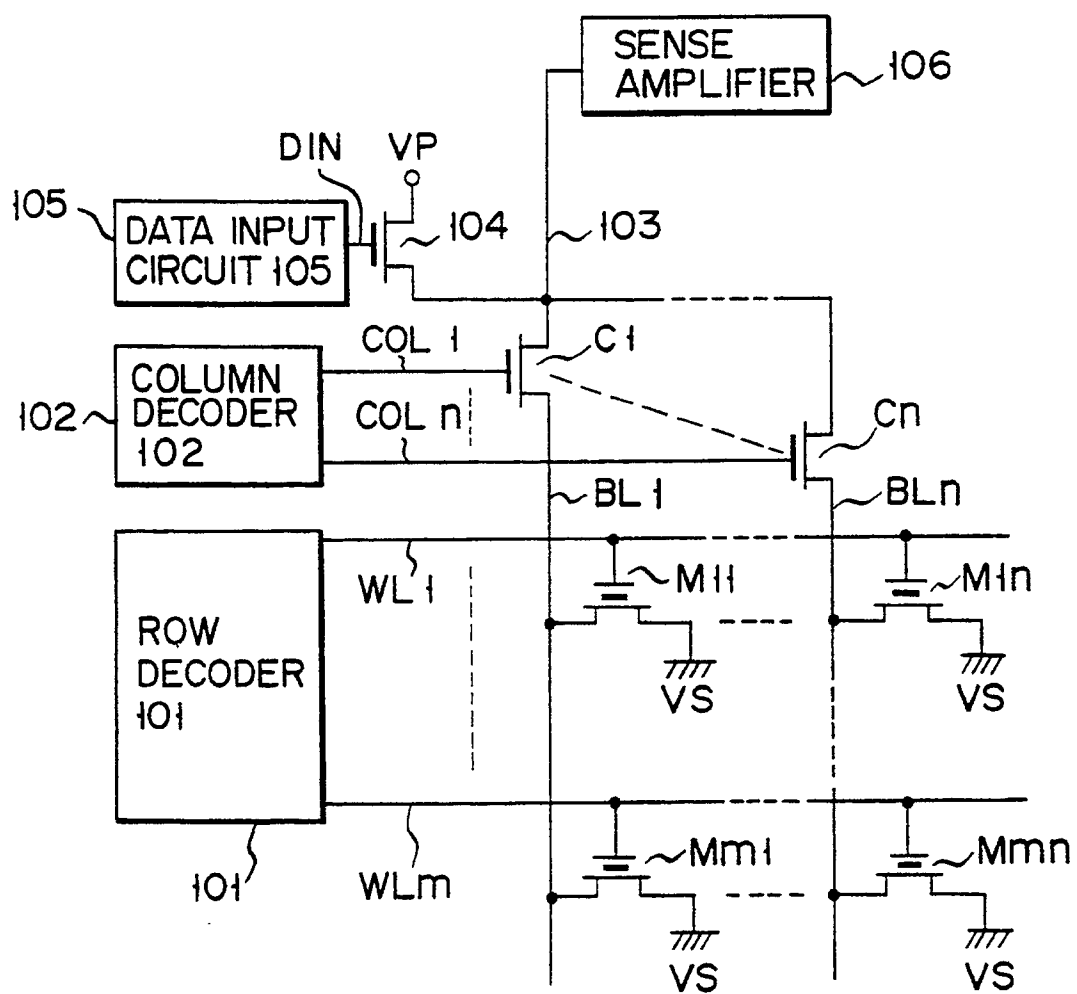 SENSE
AMPLIFIER
106
DIN
VP
105
DATA INPUT
CIRCUIT 105
104
103
COL 1
C1
COLUMN
DECODER
102
102
COL n
Cn
BL1
BLn
WL1
M11
M1n
ROW
DECODER
101
VS
VS
101
WLm
Mm1
Mmn
VS
VS